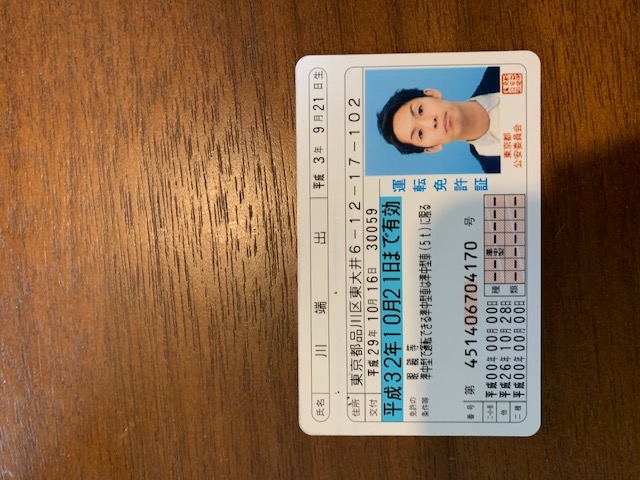 氏名 川端 出 平成 3年 9月21日生
住所 東京都品川区東大井6-12-17-102
交付 平成29年10月16日 30059
平成32年10月21日まで有効
免許の 眼鏡等
条件等 準中型で運転できる準中型車は準中型車(5t)に限る
運転免許証
番号 第 451406704170 号
二・小・原 平成00年00月00日
他 平成26年10月28日
二種 平成00年00月00日
種類 準中型
東京都
公安委員会